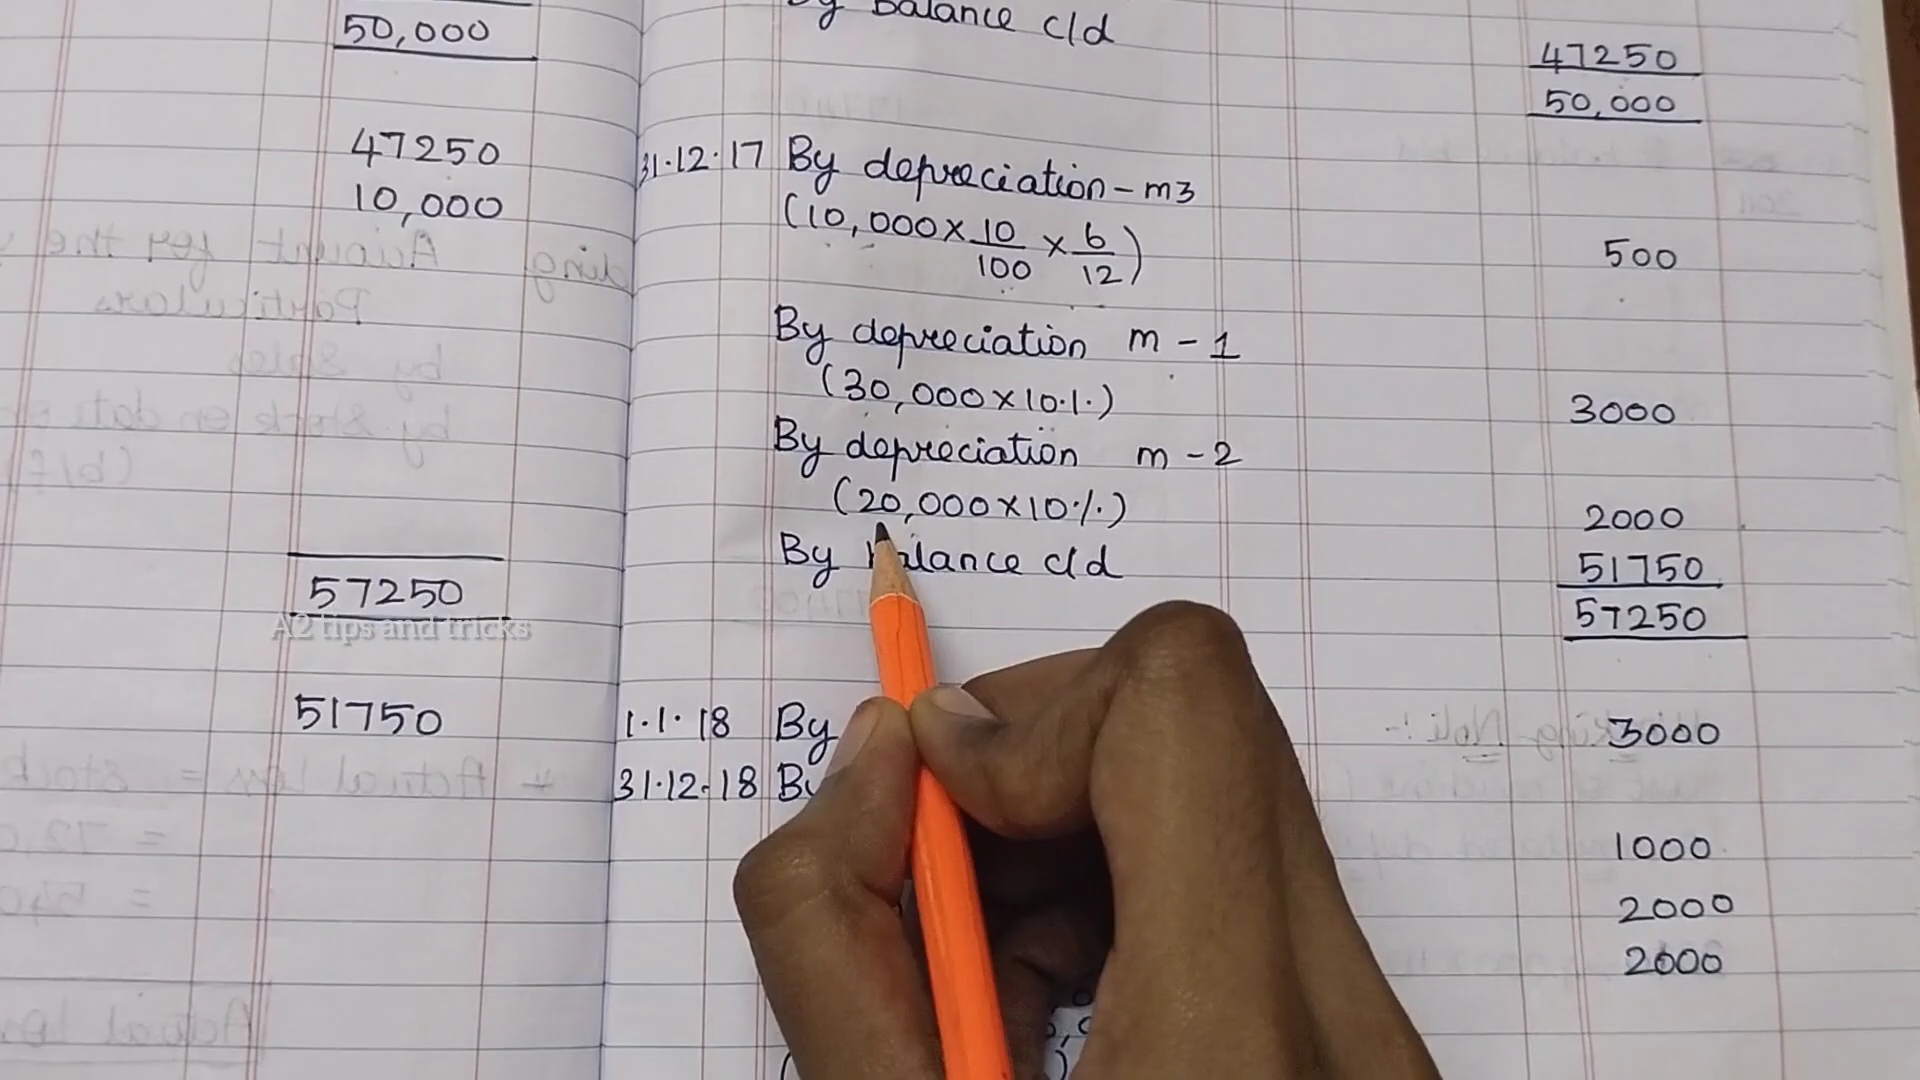 50,000
By balance c/d
47250
50,000
47250
10,000
31.12.17 By depreciation - m3
(10,000 × 10/100 × 6/12)
500
By depreciation m - 1
(30,000 × 10%)
3000
By depreciation m - 2
(20,000 × 10%)
2000
By balance c/d
51750
57250
57250
A2 tips and tricks
51750
1.1.18 By
3000
31.12.18 By
1000
2000
2000